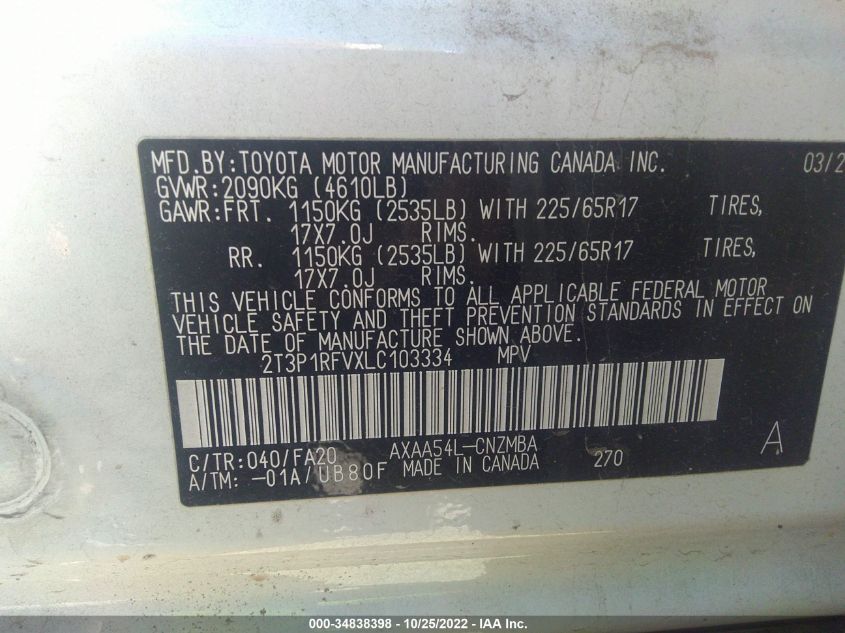 MFD.BY:TOYOTA MOTOR MANUFACTURING CANADA INC. 03/2
GVWR:2090KG (4610LB)
GAWR:FRT. 1150KG (2535LB) WITH 225/65R17 TIRES,
17X7.0J RIMS.
RR. 1150KG (2535LB) WITH 225/65R17 TIRES,
17X7.0J RIMS.
THIS VEHICLE CONFORMS TO ALL APPLICABLE FEDERAL MOTOR
VEHICLE SAFETY AND THEFT PREVENTION STANDARDS IN EFFECT ON
THE DATE OF MANUFACTURE SHOWN ABOVE.
2T3P1RFVXLC103334 MPV
C/TR:040/FA20 AXAA54L-CNZMBA A
A/TM: -01A/UB80F MADE IN CANADA 270
000-34838398 - 10/25/2022 - IAA Inc.